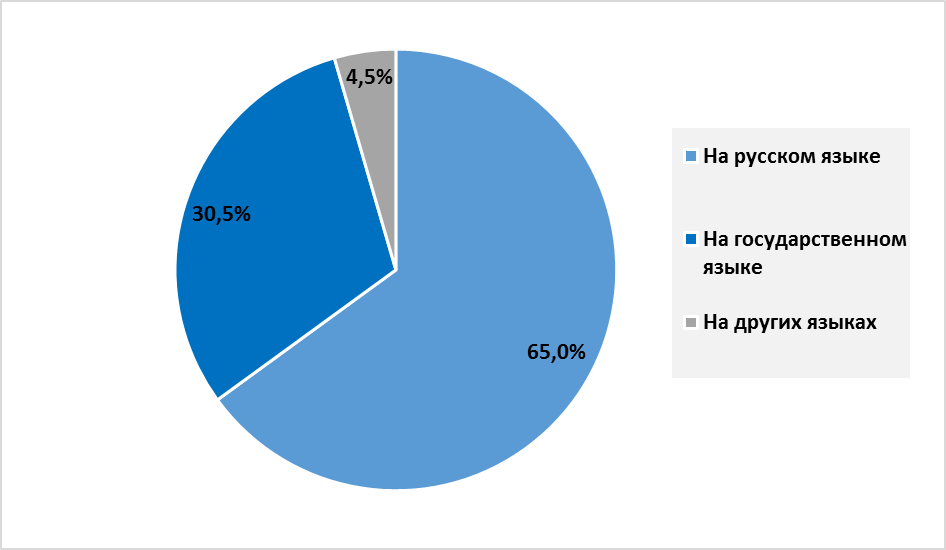 4,5%
30,5%
65,0%
На русском языке
На государственном
языке
На других языках